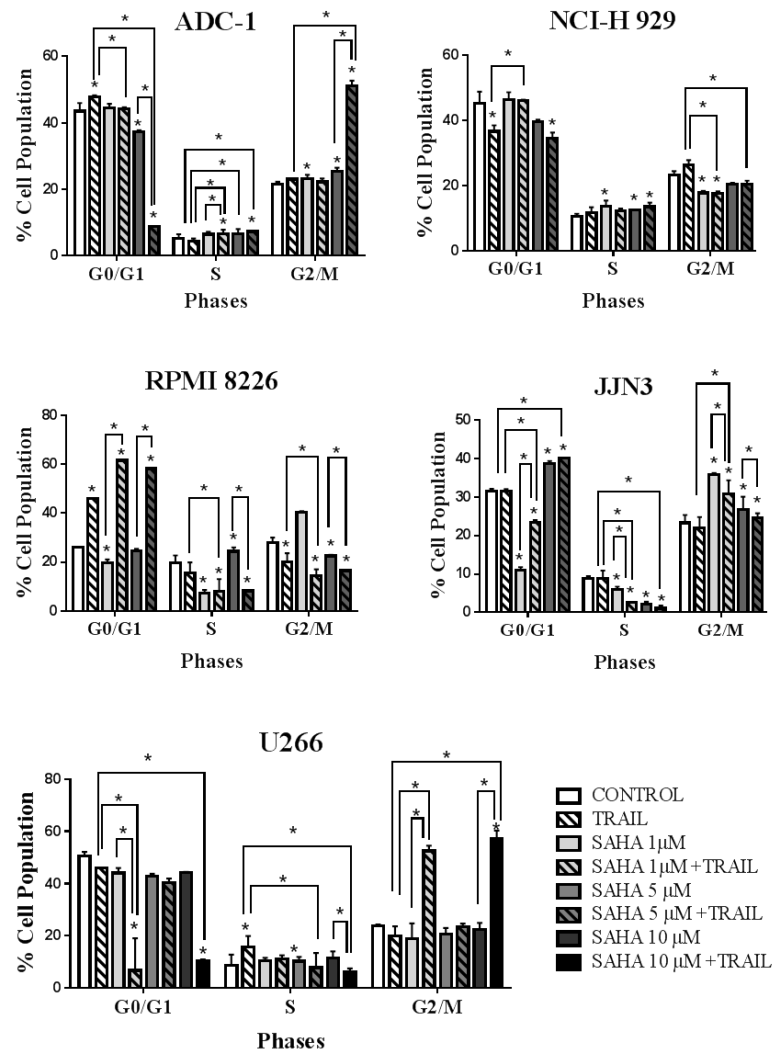 ADC-1
% Cell Population
60
40
20
0
* * * * * * * *
* * * * * *
* * * * *
G0/G1 S G2/M
Phases
NCI-H 929
% Cell Population
60
40
20
0
* * *
* * *
* * * *
G0/G1 S G2/M
Phases
RPMI 8226
% Cell Population
80
60
40
20
0
* * * * * *
* * * * * *
* * * * * *
G0/G1 S G2/M
Phases
JJN3
% Cell Population
50
40
30
20
10
0
* * * * * * *
* * * * * * *
* * * * * * *
G0/G1 S G2/M
Phases
U266
% Cell Population
80
60
40
20
0
* * * * *
* * * * *
* * * * *
G0/G1 S G2/M
Phases
CONTROL
TRAIL
SAHA 1µM
SAHA 1µM +TRAIL
SAHA 5 µM
SAHA 5 µM +TRAIL
SAHA 10 µM
SAHA 10 µM +TRAIL